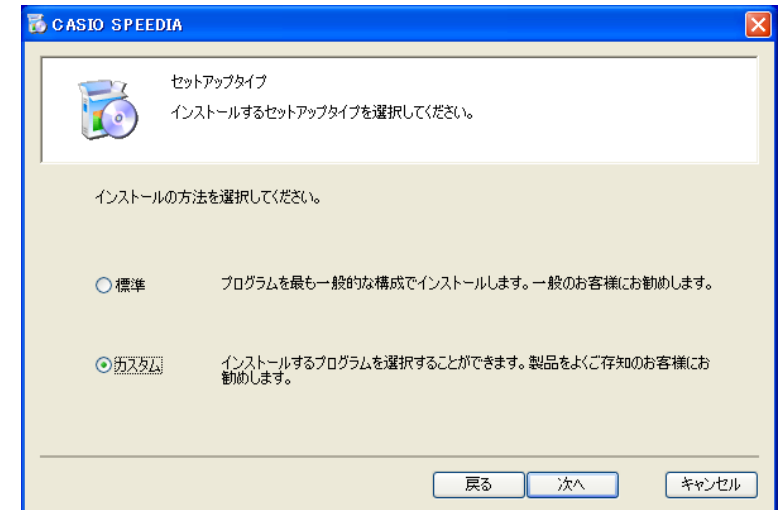 CASIO SPEEDIA
セットアップタイプ
インストールするセットアップタイプを選択してください。
インストールの方法を選択してください。
標準
プログラムを最も一般的な構成でインストールします。一般のお客様にお勧めします。
カスタム
インストールするプログラムを選択することができます。製品をよくご存知のお客様にお
勧めします。
戻る
次へ
キャンセル